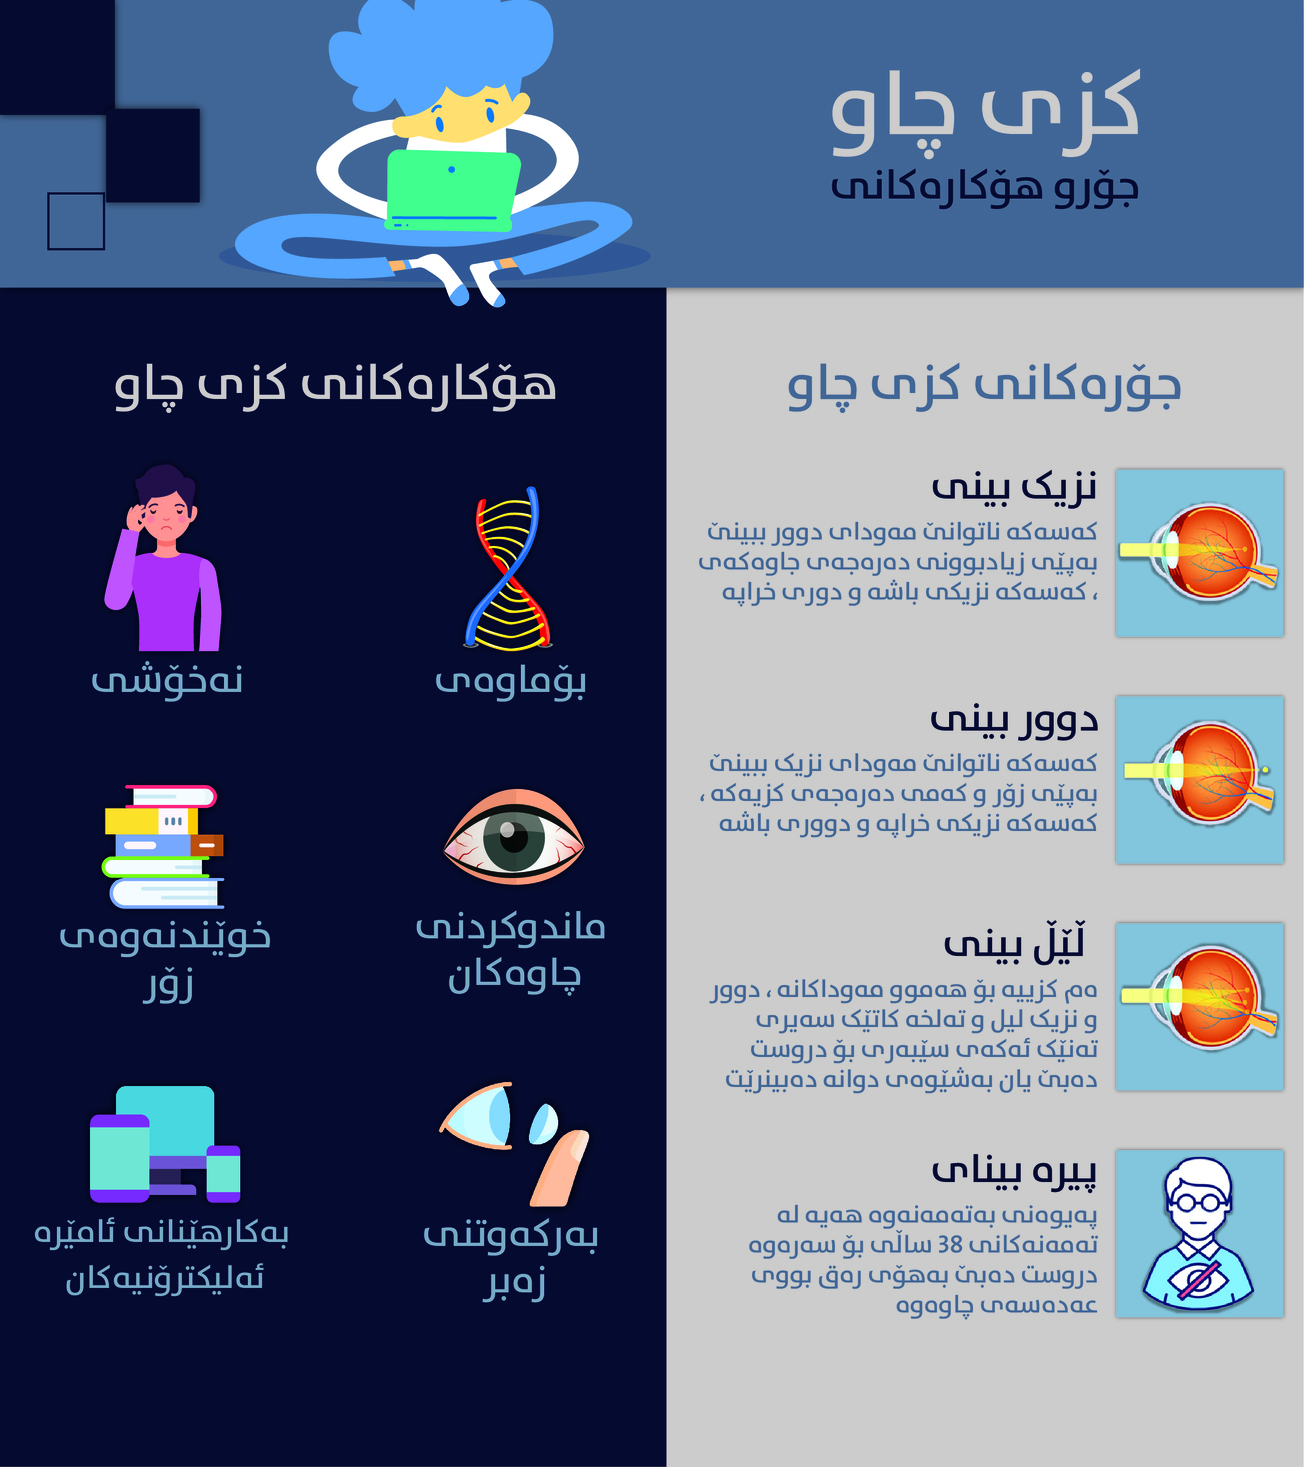 کزی چاو
جۆرو هۆکارەکانی
جۆرەکانی کزی چاو
نزیک بینی
کەسەکە ناتوانێ مەودای دوور ببینێ
بەپێی زیادبوونی دەرەجەی جاوەکەی
، کەسەکە نزیکی باشە و دوری خراپە
دوور بینی
کەسەکە ناتوانێ مەودای نزیک ببینێ
بەپێی زۆر و کەمی دەرەجەی کزیەکە ،
کەسەکە نزیکی خراپە و دووری باشە
ڵێڵ بینی
ەم کزییە بۆ هەموو مەوداکانە ، دوور
و نزیک لیل و تەلخە کاتێک سەیری
تەنێک ئەکەی سێبەری بۆ دروست
دەبێ یان بەشێوەی دوانە دەبینرێت
پیرە بینای
پەیوەنی بەتەمەنەوە هەیە لە
تەمەنەکانی 38 ساڵی بۆ سەرەوە
دروست دەبێ بەهۆی رەق بووی
عەدەسەی چاوەوە
هۆکارەکانی کزی چاو
بۆماوەی
نەخۆشی
ماندوکردنی
چاوەکان
خوێندنەوەی
زۆر
بەرکەوتنی
زەبر
بەکارهێنانی ئامێرە
ئەلیکترۆنیەکان